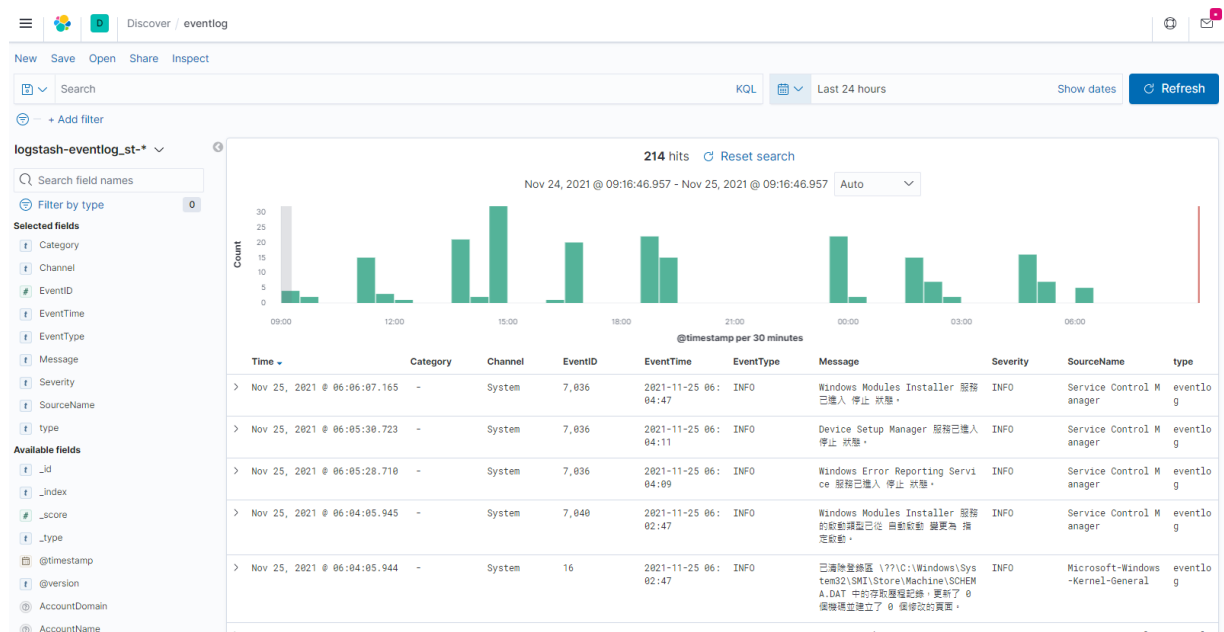 D Discover / eventlog
New Save Open Share Inspect
Search KQL Last 24 hours Show dates Refresh
+ Add filter
logstash-eventlog_st-*
Search field names
Filter by type 0
Selected fields
t Category
t Channel
# EventID
t EventTime
t EventType
t Message
t Severity
t SourceName
t type
Available fields
t _id
t _index
# _score
t _type
@timestamp
t @version
AccountDomain
AccountName
214 hits Reset search
Nov 24, 2021 @ 09:16:46.957 - Nov 25, 2021 @ 09:16:46.957 Auto
Count
30
25
20
15
10
5
0
09:00 12:00 15:00 18:00 21:00 00:00 03:00 06:00
@timestamp per 30 minutes
Time Category Channel EventID EventTime EventType Message Severity SourceName type
Nov 25, 2021 @ 06:06:07.165 - System 7,036 2021-11-25 06: INFO Windows Modules Installer 服務 INFO Service Control M eventlo
04:47 已進入 停止 狀態。 anager g
Nov 25, 2021 @ 06:05:30.723 - System 7,036 2021-11-25 06: INFO Device Setup Manager 服務已進入 INFO Service Control M eventlo
04:11 停止 狀態。 anager g
Nov 25, 2021 @ 06:05:28.710 - System 7,036 2021-11-25 06: INFO Windows Error Reporting Servi INFO Service Control M eventlo
04:09 ce 服務已進入 停止 狀態。 anager g
Nov 25, 2021 @ 06:04:05.945 - System 7,040 2021-11-25 06: INFO Windows Modules Installer 服務 INFO Service Control M eventlo
02:47 的啟動類型已從 自動啟動 變更為 指 anager g
定啟動。
Nov 25, 2021 @ 06:04:05.944 - System 16 2021-11-25 06: INFO 已清除登錄區 \??\C:\Windows\Sys INFO Microsoft-Windows eventlo
02:47 tem32\SMI\Store\Machine\SCHEM -Kernel-General g
A.DAT 中的存取歷程記錄，更新了 0
個機碼並建立了 0 個修改的頁面。